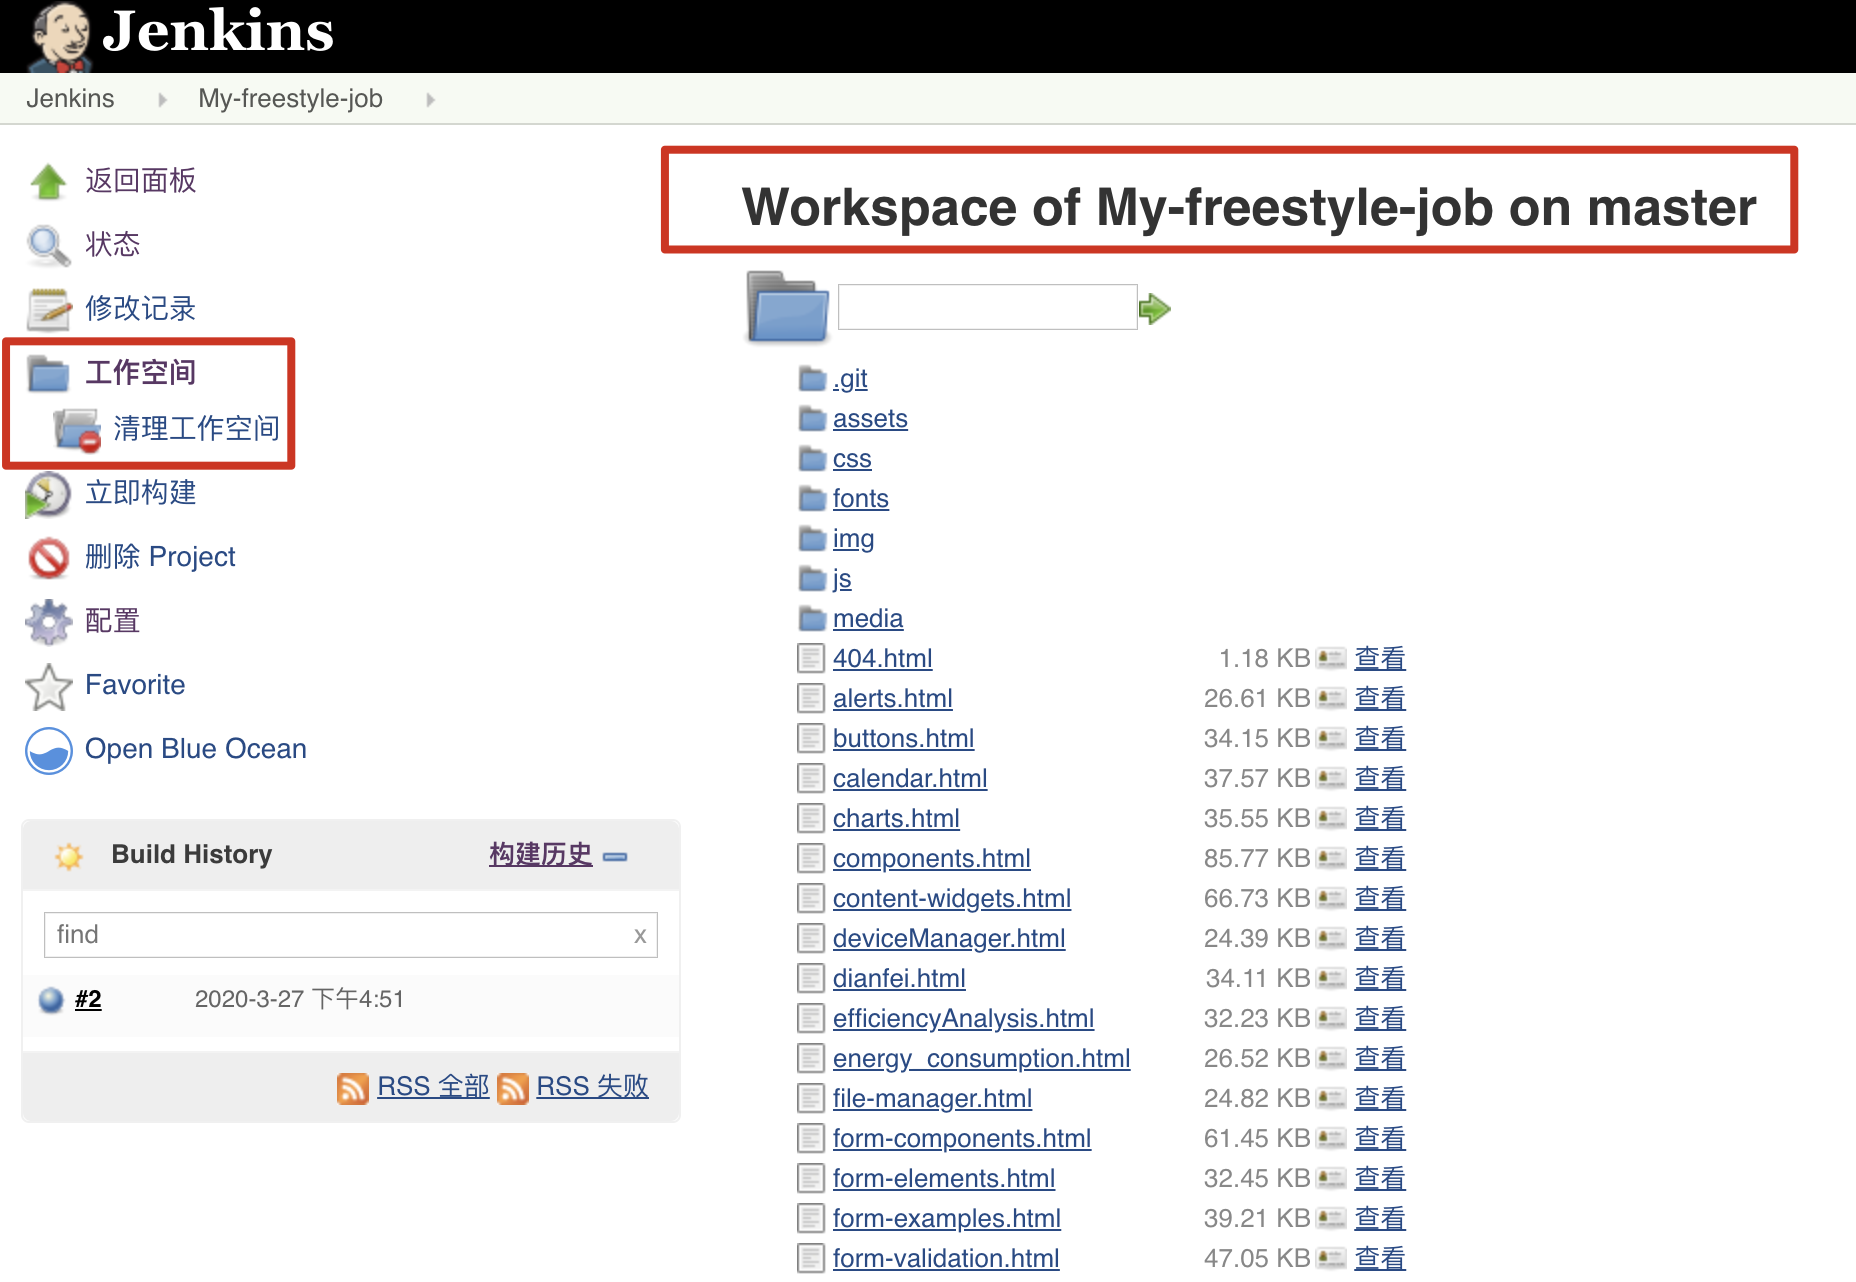 Jenkins
Jenkins
My-freestyle-job
返回面板
状态
修改记录
工作空间
清理工作空间
立即构建
删除 Project
配置
Favorite
Open Blue Ocean
Build History
构建历史
find
x
#2
2020-3-27 下午4:51
RSS 全部
RSS 失败
Workspace of My-freestyle-job on master
.git
assets
css
fonts
img
js
media
404.html 1.18 KB 查看
alerts.html 26.61 KB 查看
buttons.html 34.15 KB 查看
calendar.html 37.57 KB 查看
charts.html 35.55 KB 查看
components.html 85.77 KB 查看
content-widgets.html 66.73 KB 查看
deviceManager.html 24.39 KB 查看
dianfei.html 34.11 KB 查看
efficiencyAnalysis.html 32.23 KB 查看
energy_consumption.html 26.52 KB 查看
file-manager.html 24.82 KB 查看
form-components.html 61.45 KB 查看
form-elements.html 32.45 KB 查看
form-examples.html 39.21 KB 查看
form-validation.html 47.05 KB 查看